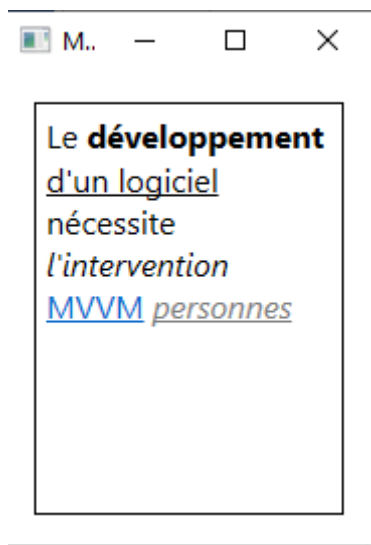 M..
Le développement
d'un logiciel
nécessite
l'intervention
MVVM personnes